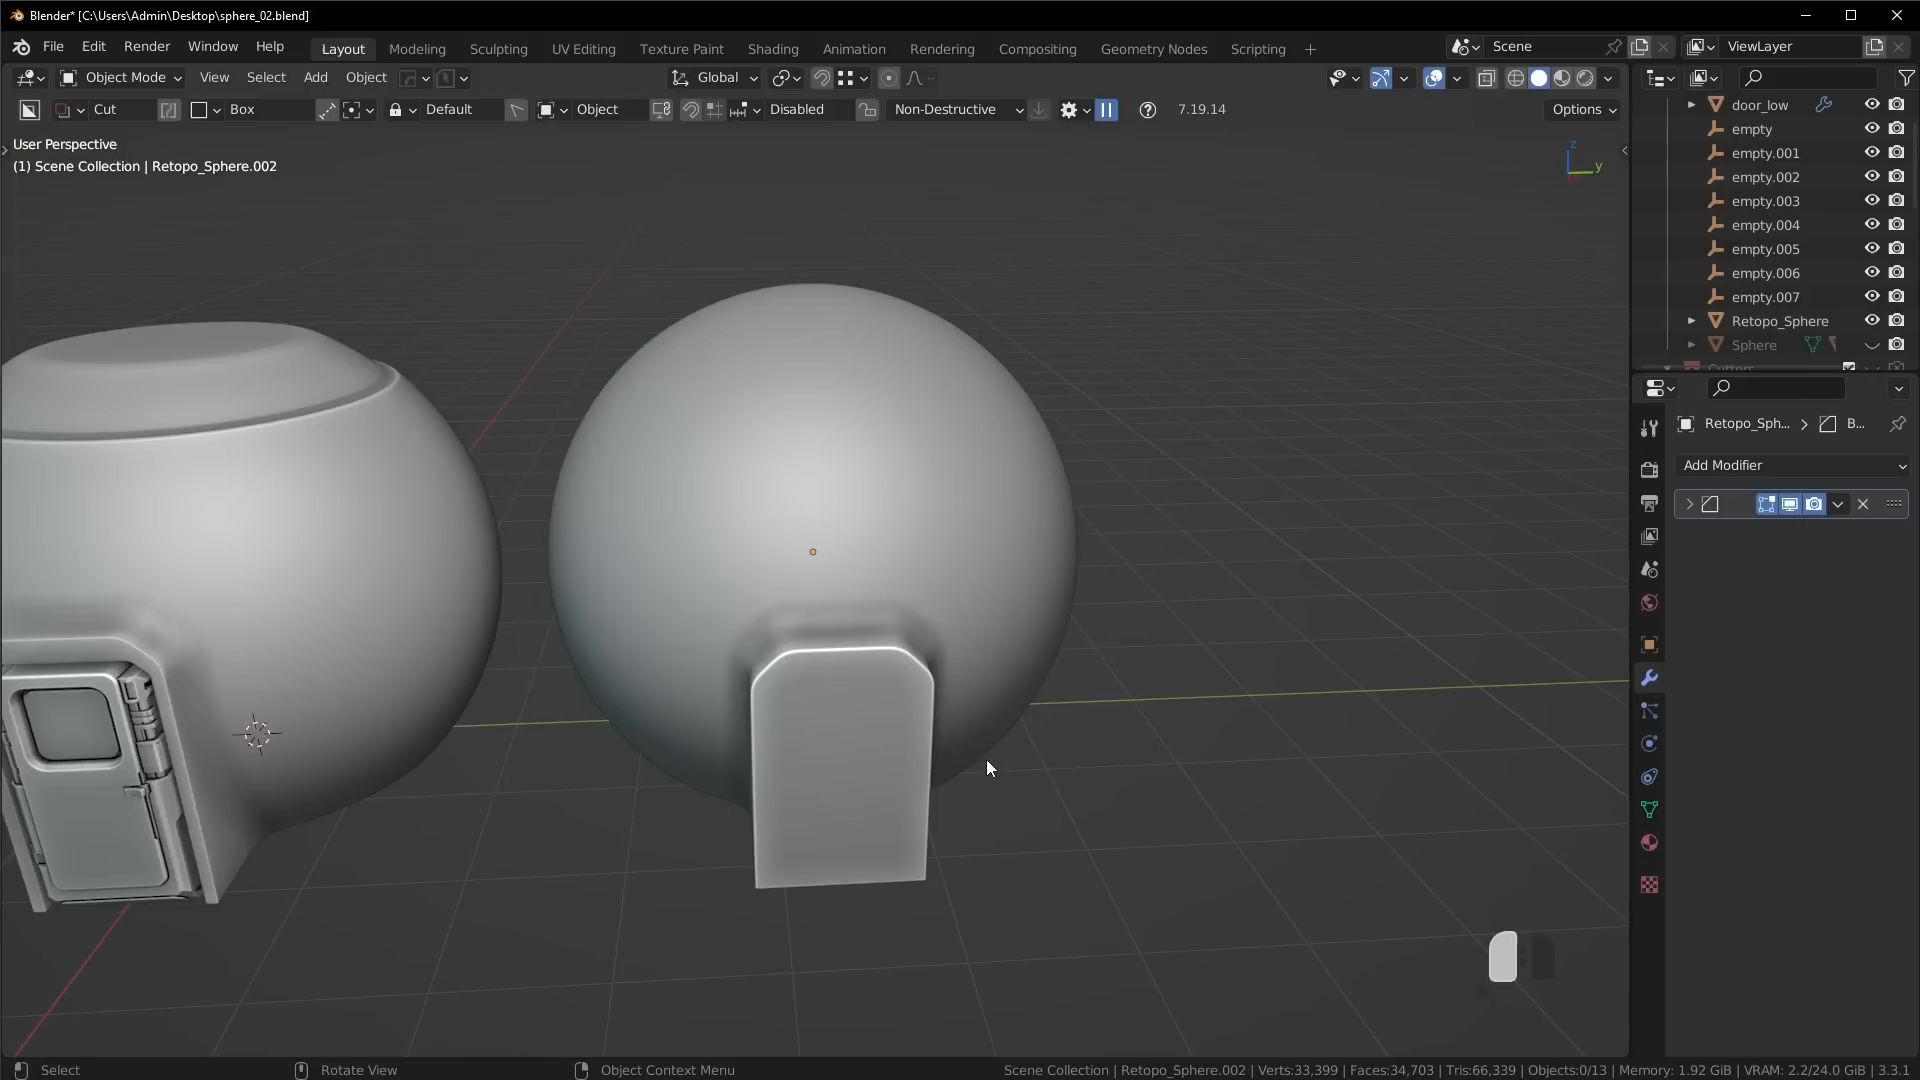 Blender* [C:\Users\Admin\Desktop\sphere_02.blend]
File Edit Render Window Help Layout Modeling Sculpting UV Editing Texture Paint Shading Animation Rendering Compositing Geometry Nodes Scripting + Scene ViewLayer
Object Mode View Select Add Object Global
Cut Box Default Object Disabled Non-Destructive 7.19.14 Options
User Perspective
(1) Scene Collection | Retopo_Sphere.002
z
y
door_low
empty
empty.001
empty.002
empty.003
empty.004
empty.005
empty.006
empty.007
Retopo_Sphere
Sphere
Cutters
Retopo_Sph... > B...
Add Modifier
Select Rotate View Object Context Menu Scene Collection | Retopo_Sphere.002 | Verts:33,399 | Faces:34,703 | Tris:66,339 | Objects:0/13 | Memory: 1.92 GiB | VRAM: 2.2/24.0 GiB | 3.3.1